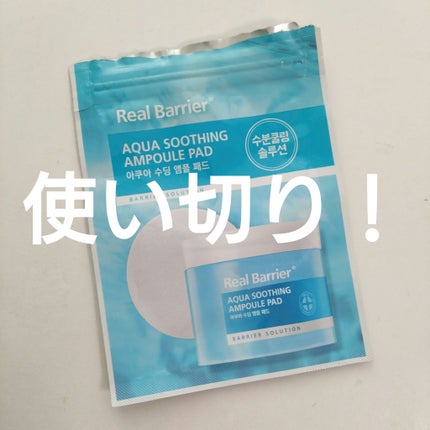 Real Barrier®
AQUA SOOTHING
AMPOULE PAD
아쿠아 수딩 앰플 패드
BARRIER SOLUTION
수분쿨링
솔루션
使い切り！
Real Barrier®
AQUA SOOTHING
AMPOULE PAD
아쿠아 수딩 앰플 패드
BARRIER SOLUTION